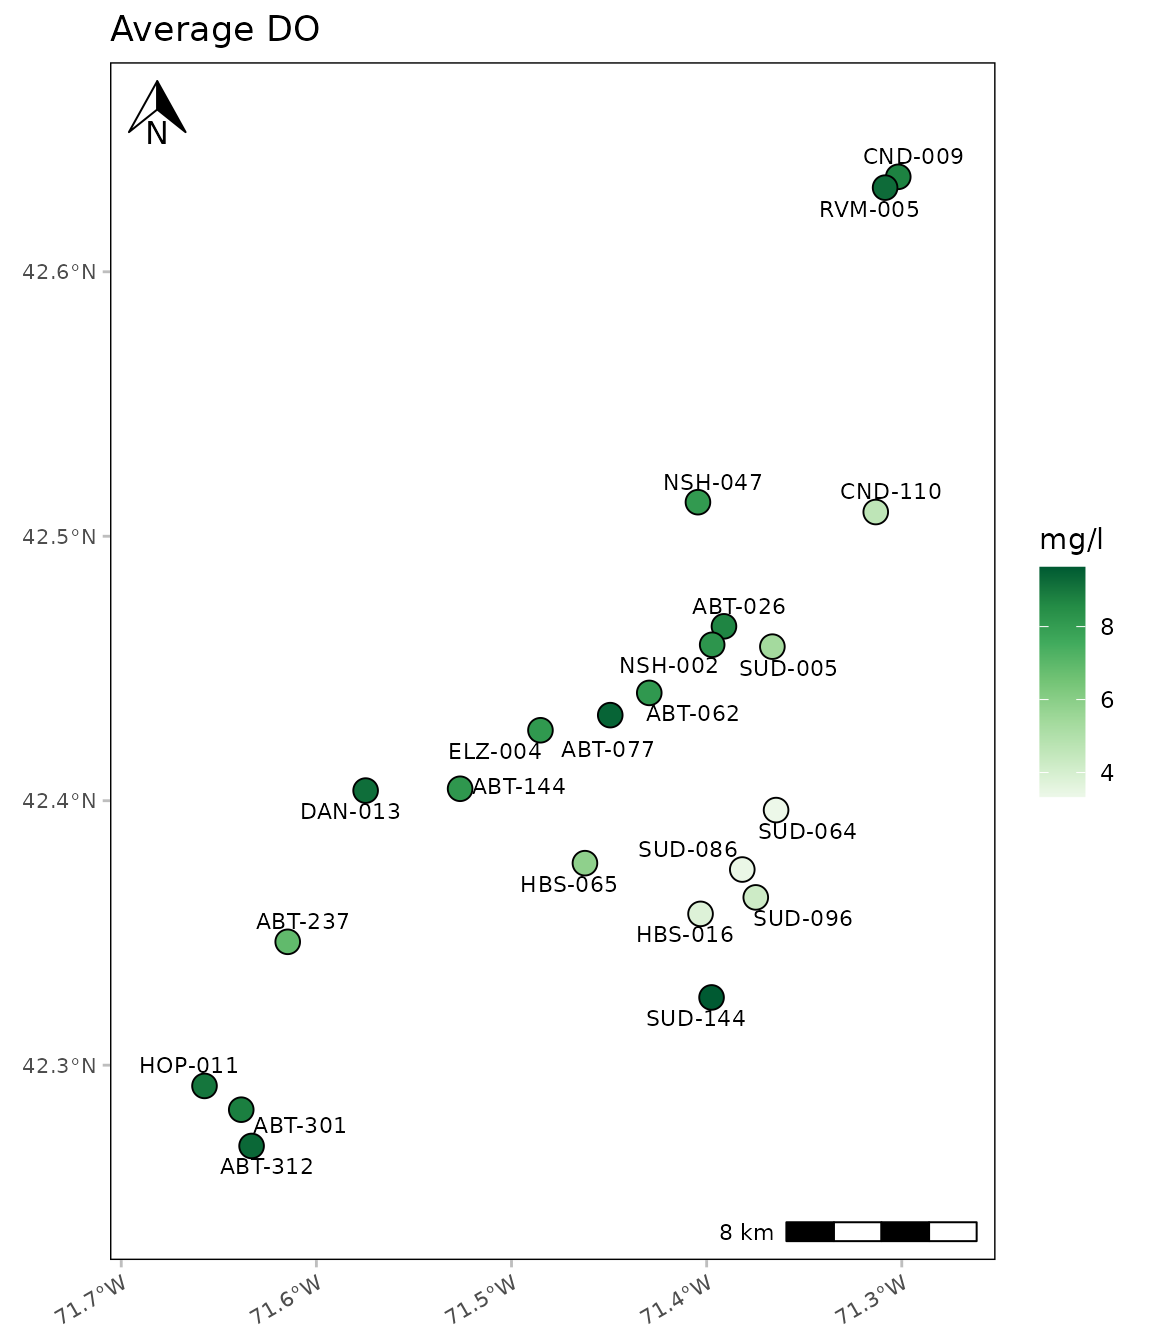 Average DO
N
CND-009
RVM-005
42.6°N
NSH-047
CND-110
42.5°N
mg/l
ABT-026
NSH-002
SUD-005
8
ABT-062
6
ELZ-004
ABT-077
4
ABT-144
42.4°N
DAN-013
SUD-064
SUD-086
HBS-065
SUD-096
ABT-237
HBS-016
SUD-144
HOP-011
42.3°N
ABT-301
ABT-312
8 km
71.7°W
71.6°W
71.5°W
71.4°W
71.3°W